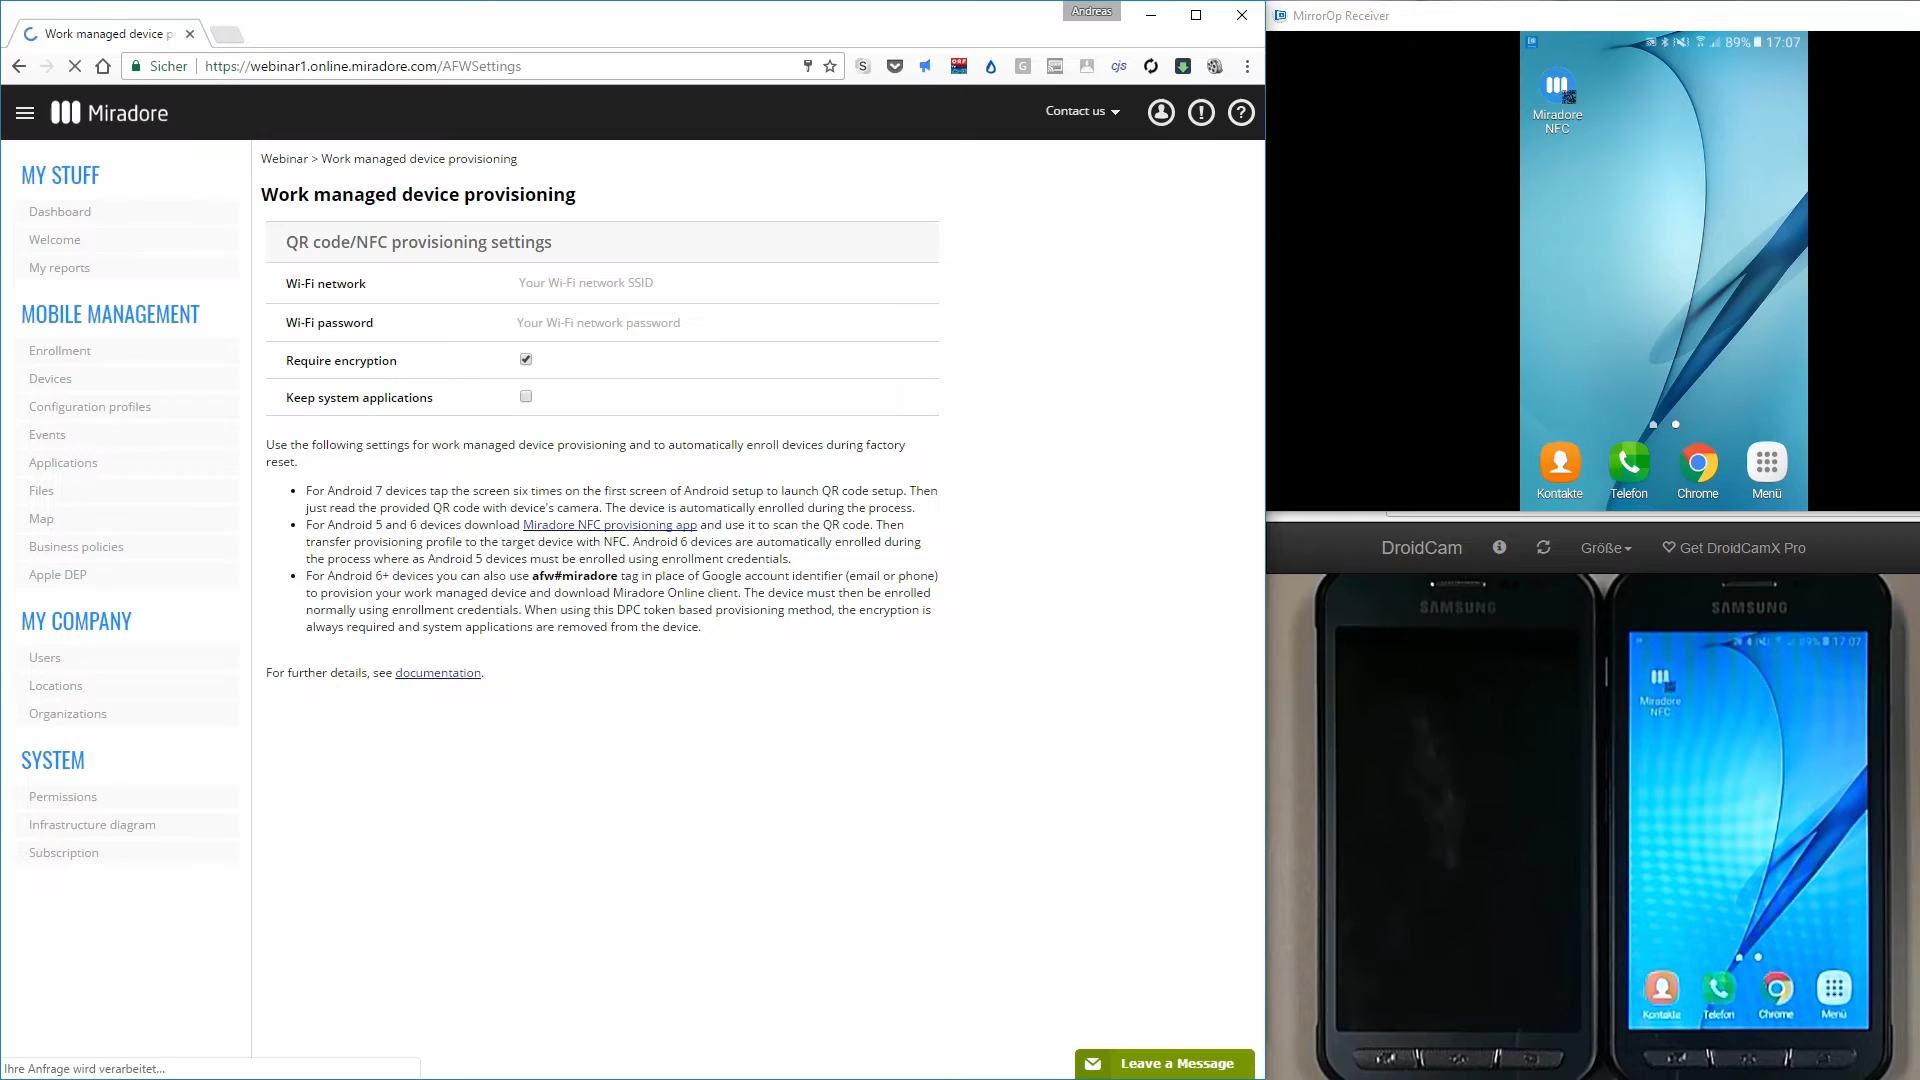 Andreas
Work managed device p
Sicher
https://webinar1.online.miradore.com/AFWSettings
Miradore
Contact us
MY STUFF
Dashboard
Welcome
My reports
MOBILE MANAGEMENT
Enrollment
Devices
Configuration profiles
Events
Applications
Files
Map
Business policies
Apple DEP
MY COMPANY
Users
Locations
Organizations
SYSTEM
Permissions
Infrastructure diagram
Subscription
Webinar > Work managed device provisioning
Work managed device provisioning
QR code/NFC provisioning settings
Wi-Fi network Your Wi-Fi network SSID
Wi-Fi password Your Wi-Fi network password
Require encryption
Keep system applications
Use the following settings for work managed device provisioning and to automatically enroll devices during factory
reset.
• For Android 7 devices tap the screen six times on the first screen of Android setup to launch QR code setup. Then
just read the provided QR code with device's camera. The device is automatically enrolled during the process.
• For Android 5 and 6 devices download Miradore NFC provisioning app and use it to scan the QR code. Then
transfer provisioning profile to the target device with NFC. Android 6 devices are automatically enrolled during
the process where as Android 5 devices must be enrolled using enrollment credentials.
• For Android 6+ devices you can also use afw#miradore tag in place of Google account identifier (email or phone)
to provision your work managed device and download Miradore Online client. The device must then be enrolled
normally using enrollment credentials. When using this DPC token based provisioning method, the encryption is
always required and system applications are removed from the device.
For further details, see documentation.
Leave a Message
Ihre Anfrage wird verarbeitet...
MirrorOp Receiver
89% 17:07
Miradore
NFC
Kontakte Telefon Chrome Menü
DroidCam
Größe
Get DroidCamX Pro
SAMSUNG
SAMSUNG
89% 17:07
Miradore
NFC
Kontakte Telefon Chrome Menü